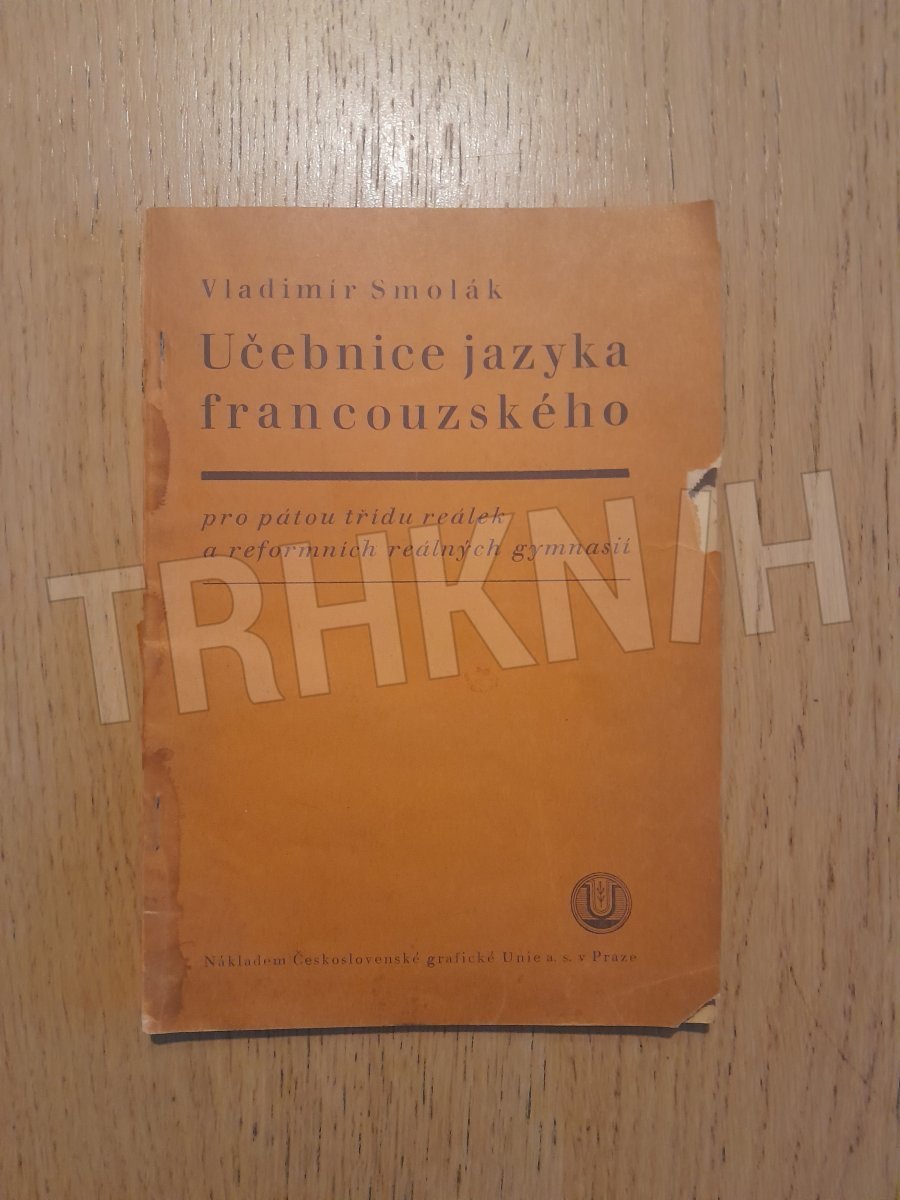 Vladimír Smolák
Učebnice jazyka
francouzského
pro pátou třídu reálek
a reformních reálných gymnasií
TRHKNIH
U
Nákladem Československé grafické Unie a. s. v Praze